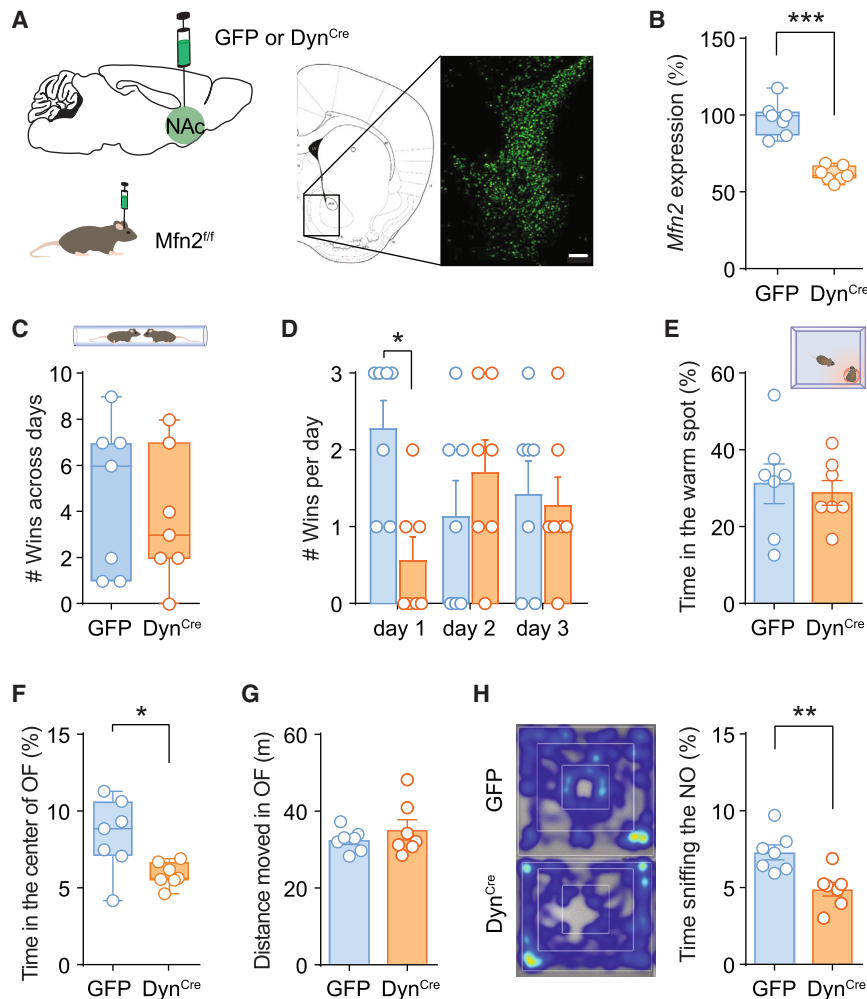 A
GFP or Dyn^Cre
NAc
Mfn2^f/f
B
***
Mfn2 expression (%)
150
100
50
0
GFP Dyn^Cre
C
# Wins across days
10
8
6
4
2
0
GFP Dyn^Cre
D
*
# Wins per day
3
2
1
0
day 1 day 2 day 3
E
Time in the warm spot (%)
60
40
20
0
GFP Dyn^Cre
F
*
Time in the center of OF (%)
15
10
5
0
GFP Dyn^Cre
G
Distance moved in OF (m)
60
40
20
0
GFP Dyn^Cre
H
GFP
Dyn^Cre
**
Time sniffing the NO (%)
15
10
5
0
GFP Dyn^Cre